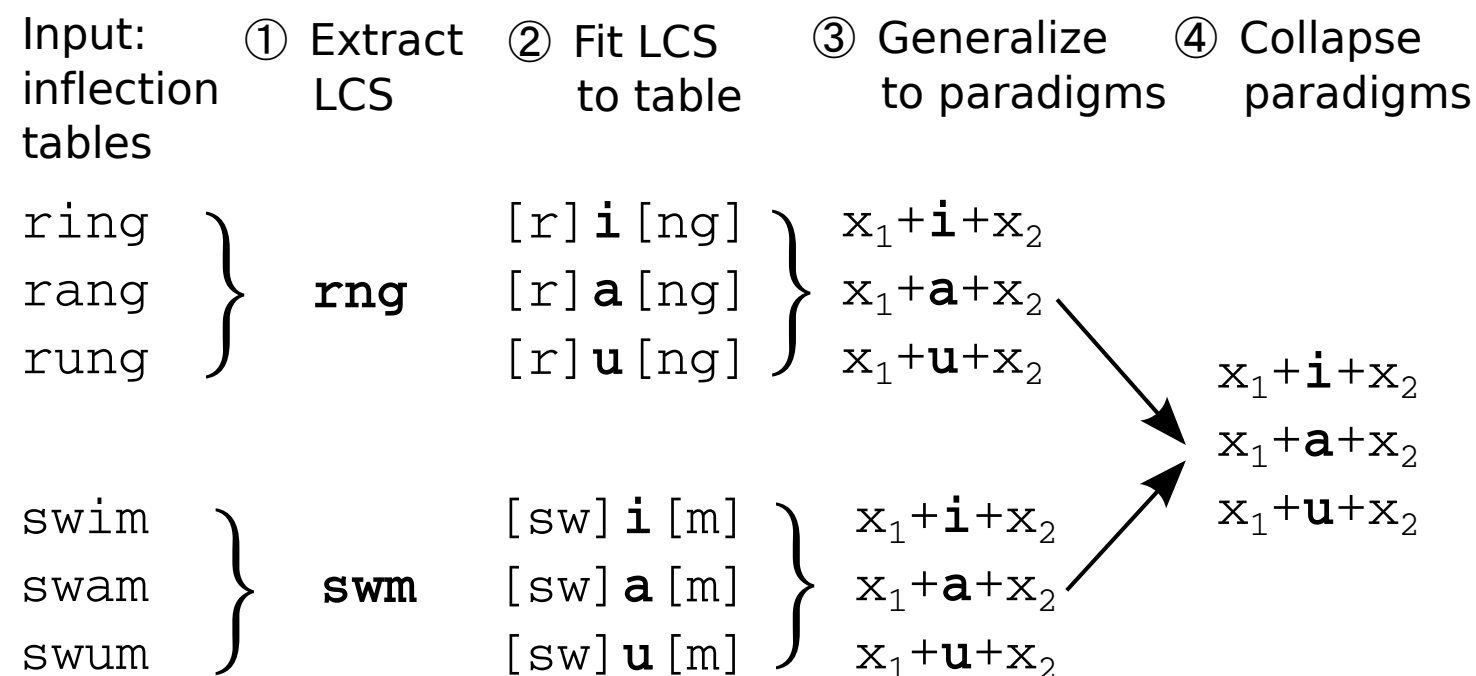 Input:
inflection
tables
① Extract
LCS
② Fit LCS
to table
③ Generalize
to paradigms
④ Collapse
paradigms
ring
rang
rung
rng
[r]i[ng]
[r]a[ng]
[r]u[ng]
x₁+i+x₂
x₁+a+x₂
x₁+u+x₂
swim
swam
swum
swm
[sw]i[m]
[sw]a[m]
[sw]u[m]
x₁+i+x₂
x₁+a+x₂
x₁+u+x₂
x₁+i+x₂
x₁+a+x₂
x₁+u+x₂